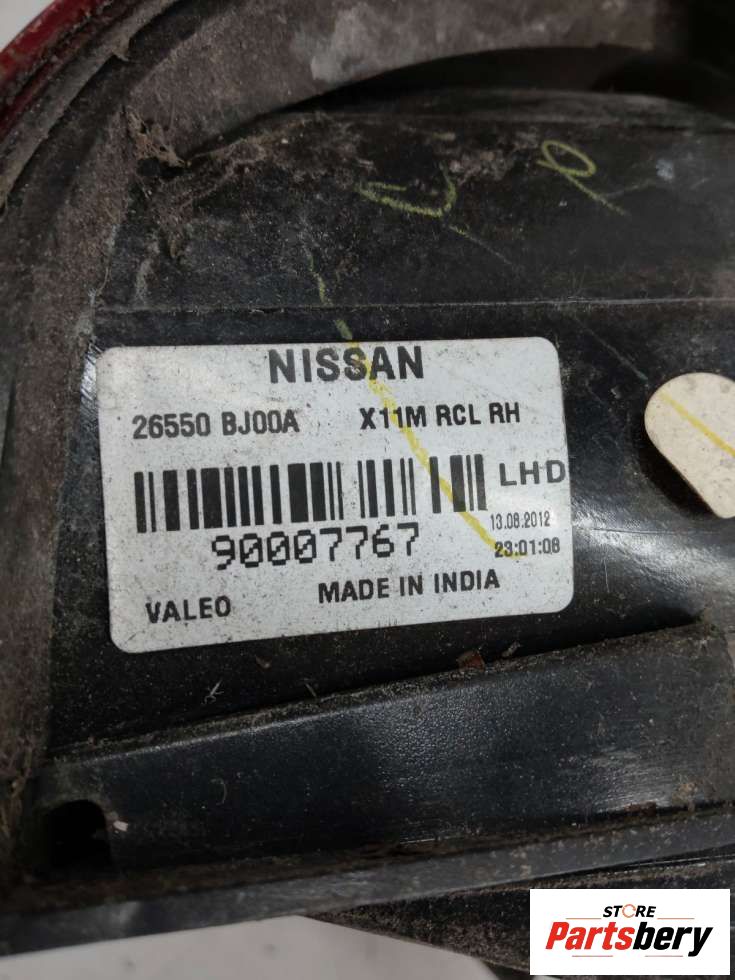 NISSAN
26550 BJ00A X11M RCL RH
LHD
90007767
13.08.2012
23:01:08
VALEO MADE IN INDIA
STORE
Partsbery